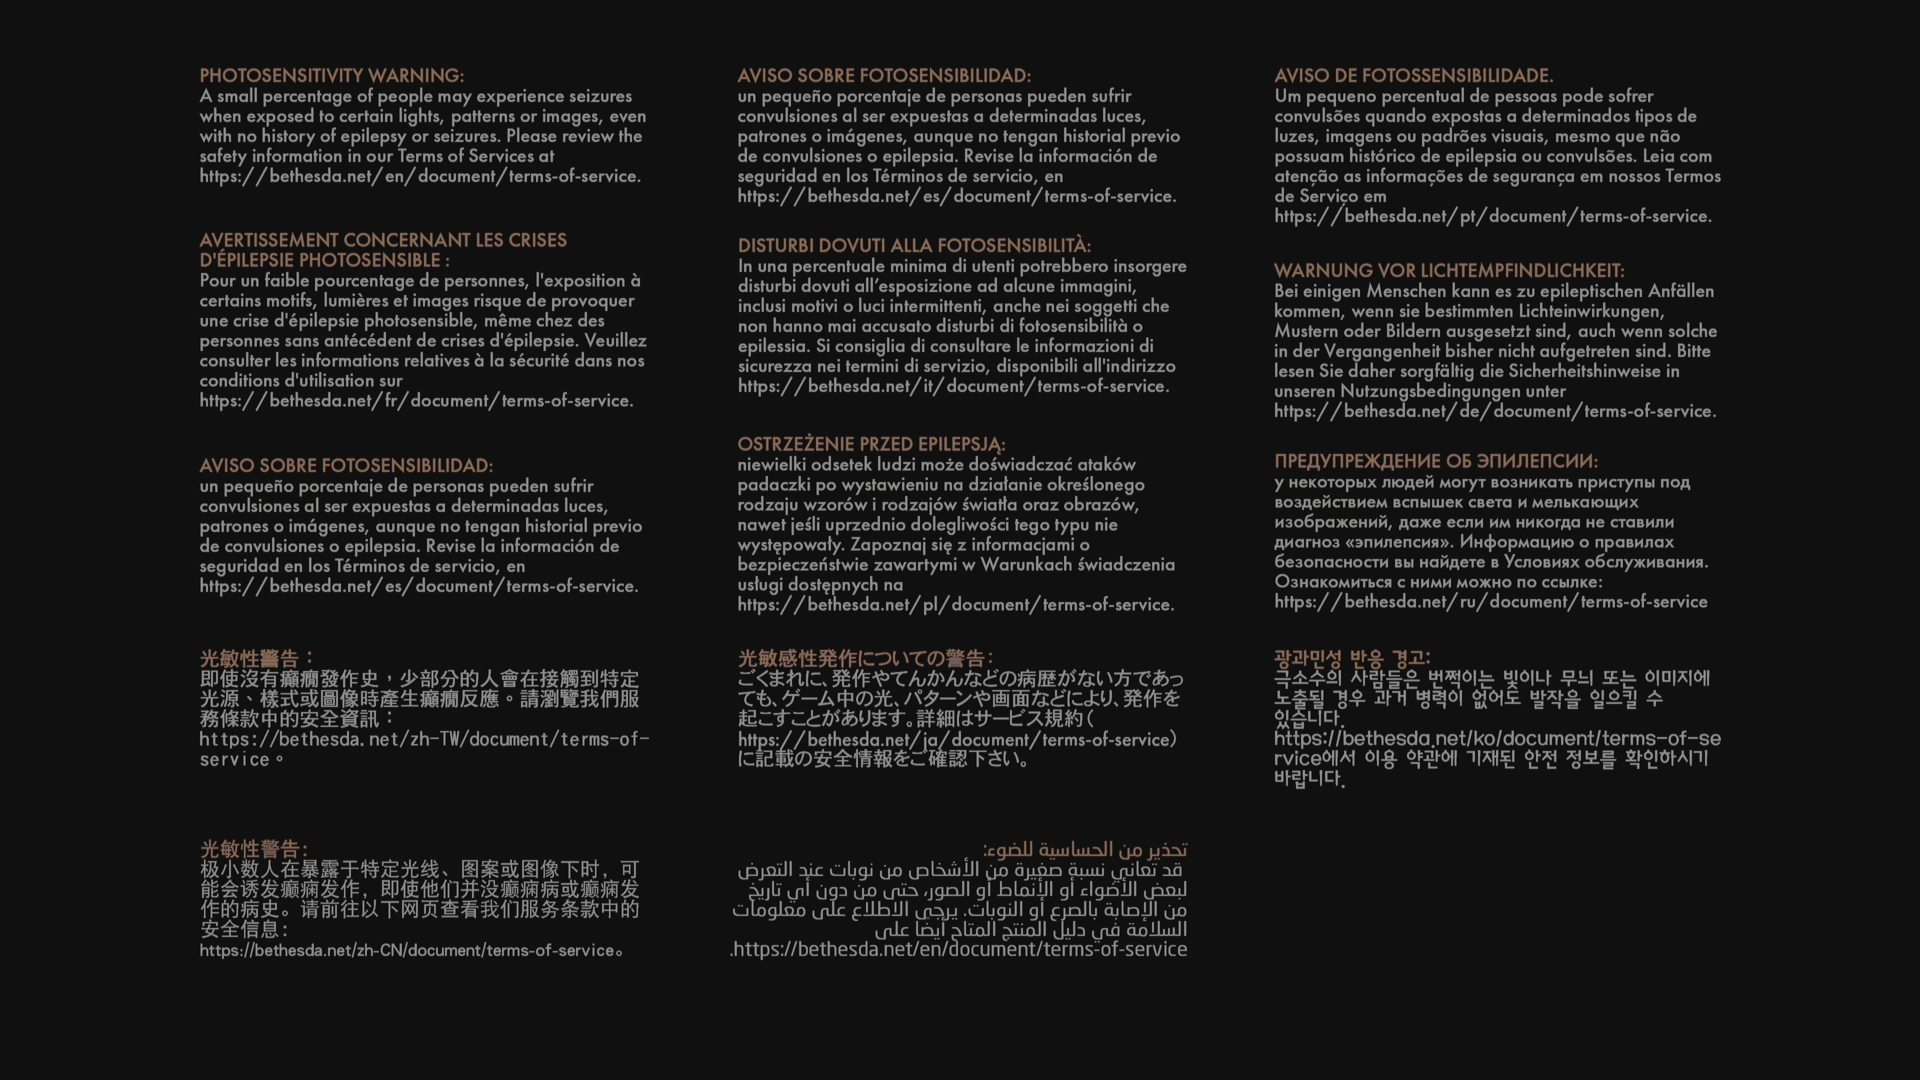 PHOTOSENSITIVITY WARNING:
A small percentage of people may experience seizures
when exposed to certain lights, patterns or images, even
with no history of epilepsy or seizures. Please review the
safety information in our Terms of Services at
https://bethesda.net/en/document/terms-of-service.
AVERTISSEMENT CONCERNANT LES CRISES
D'ÉPILEPSIE PHOTOSENSIBLE :
Pour un faible pourcentage de personnes, l'exposition à
certains motifs, lumières et images risque de provoquer
une crise d'épilepsie photosensible, même chez des
personnes sans antécédent de crises d'épilepsie. Veuillez
consulter les informations relatives à la sécurité dans nos
conditions d'utilisation sur
https://bethesda.net/fr/document/terms-of-service.
AVISO SOBRE FOTOSENSIBILIDAD:
un pequeño porcentaje de personas pueden sufrir
convulsiones al ser expuestas a determinadas luces,
patrones o imágenes, aunque no tengan historial previo
de convulsiones o epilepsia. Revise la información de
seguridad en los Términos de servicio, en
https://bethesda.net/es/document/terms-of-service.
光敏性警告：
即使沒有癲癇發作史，少部分的人會在接觸到特定
光源、樣式或圖像時產生癲癇反應。請瀏覽我們服
務條款中的安全資訊：
https://bethesda.net/zh-TW/document/terms-of-
service。
光敏性警告：
极小数人在暴露于特定光线、图案或图像下时，可
能会诱发癫痫发作，即使他们并没癫痫病或癫痫发
作的病史。请前往以下网页查看我们服务条款中的
安全信息：
https://bethesda.net/zh-CN/document/terms-of-service。
AVISO SOBRE FOTOSENSIBILIDAD:
un pequeño porcentaje de personas pueden sufrir
convulsiones al ser expuestas a determinadas luces,
patrones o imágenes, aunque no tengan historial previo
de convulsiones o epilepsia. Revise la información de
seguridad en los Términos de servicio, en
https://bethesda.net/es/document/terms-of-service.
DISTURBI DOVUTI ALLA FOTOSENSIBILITÀ:
In una percentuale minima di utenti potrebbero insorgere
disturbi dovuti all’esposizione ad alcune immagini,
inclusi motivi o luci intermittenti, anche nei soggetti che
non hanno mai accusato disturbi di fotosensibilità o
epilessia. Si consiglia di consultare le informazioni di
sicurezza nei termini di servizio, disponibili all'indirizzo
https://bethesda.net/it/document/terms-of-service.
OSTRZEŻENIE PRZED EPILEPSJĄ:
niewielki odsetek ludzi może doświadczać ataków
padaczki po wystawieniu na działanie określonego
rodzaju wzorów i rodzajów światła oraz obrazów,
nawet jeśli uprzednio dolegliwości tego typu nie
występowały. Zapoznaj się z informacjami o
bezpieczeństwie zawartymi w Warunkach świadczenia
usługi dostępnych na
https://bethesda.net/pl/document/terms-of-service.
光敏感性発作についての警告：
ごくまれに、発作やてんかんなどの病歴がない方であっ
ても、ゲーム中の光、パターンや画面などにより、発作を
起こすことがあります。詳細はサービス規約（
https://bethesda.net/ja/document/terms-of-service）
に記載の安全情報をご確認下さい。
تحذير من الحساسية للضوء:
قد تعاني نسبة صغيرة من الأشخاص من نوبات عند التعرض
لبعض الأضواء أو الأنماط أو الصور، حتى من دون أي تاريخ
من الإصابة بالصرع أو النوبات. يرجى الاطلاع على معلومات
السلامة في دليل المنتج المتاح أيضا على
https://bethesda.net/en/document/terms-of-service.
AVISO DE FOTOSSENSIBILIDADE.
Um pequeno percentual de pessoas pode sofrer
convulsões quando expostas a determinados tipos de
luzes, imagens ou padrões visuais, mesmo que não
possuam histórico de epilepsia ou convulsões. Leia com
atenção as informações de segurança em nossos Termos
de Serviço em
https://bethesda.net/pt/document/terms-of-service.
WARNUNG VOR LICHTEMPFINDLICHKEIT:
Bei einigen Menschen kann es zu epileptischen Anfällen
kommen, wenn sie bestimmten Lichteinwirkungen,
Mustern oder Bildern ausgesetzt sind, auch wenn solche
in der Vergangenheit bisher nicht aufgetreten sind. Bitte
lesen Sie daher sorgfältig die Sicherheitshinweise in
unseren Nutzungsbedingungen unter
https://bethesda.net/de/document/terms-of-service.
ПРЕДУПРЕЖДЕНИЕ ОБ ЭПИЛЕПСИИ:
у некоторых людей могут возникать приступы под
воздействием вспышек света и мелькающих
изображений, даже если им никогда не ставили
диагноз «эпилепсия». Информацию о правилах
безопасности вы найдете в Условиях обслуживания.
Ознакомиться с ними можно по ссылке:
https://bethesda.net/ru/document/terms-of-service
광과민성 반응 경고:
극소수의 사람들은 번쩍이는 빛이나 무늬 또는 이미지에
노출될 경우 과거 병력이 없어도 발작을 일으킬 수
있습니다.
https://bethesda.net/ko/document/terms-of-se
rvice에서 이용 약관에 기재된 안전 정보를 확인하시기
바랍니다.